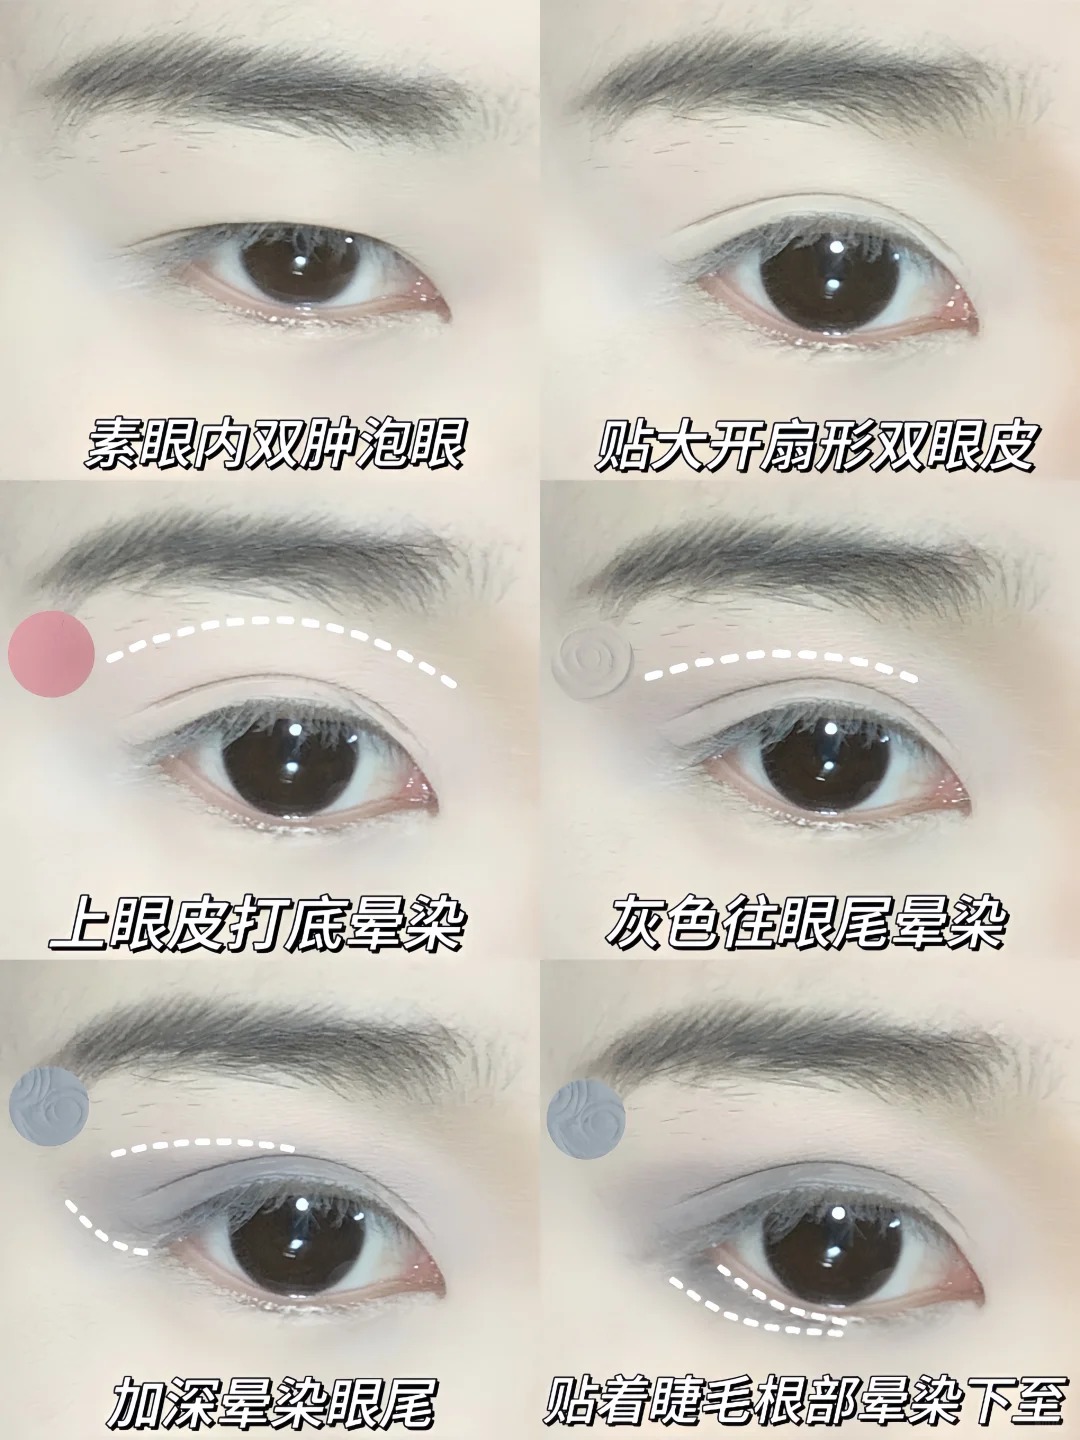 素眼内双肿泡眼
贴大开扇形双眼皮
上眼皮打底晕染
灰色往眼尾晕染
加深晕染眼尾
贴着睫毛根部晕染下至